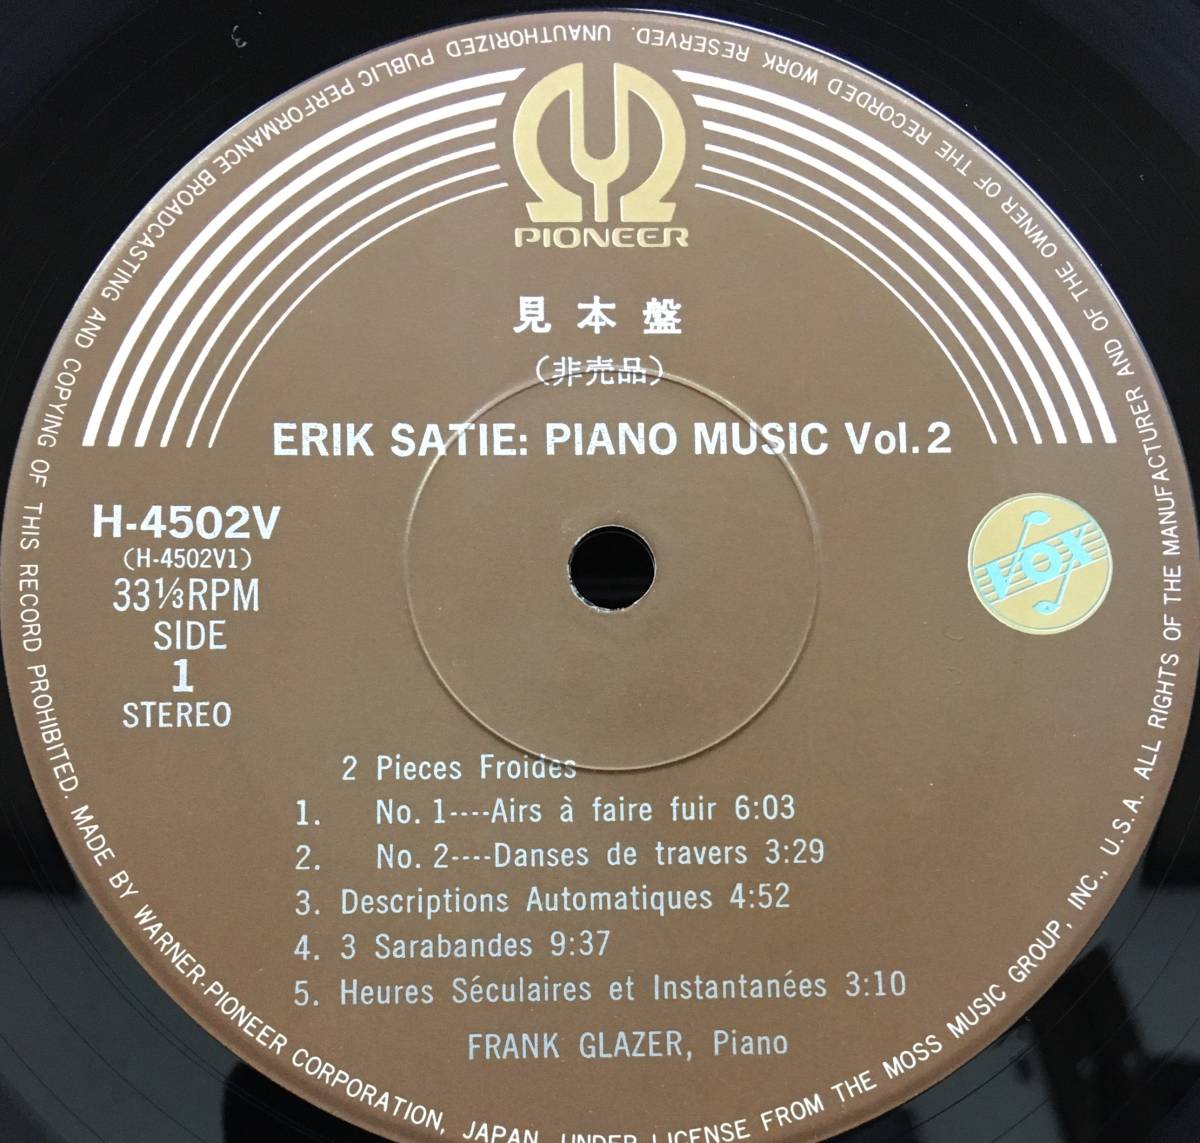 PIONEER
見本盤
(非売品)
ERIK SATIE: PIANO MUSIC Vol. 2
H-4502V
(H-4502V1)
33⅓RPM
SIDE
1
STEREO
VOX
2 Pieces Froides
1. No. 1----Airs à faire fuir 6:03
2. No. 2----Danses de travers 3:29
3. Descriptions Automatiques 4:52
4. 3 Sarabandes 9:37
5. Heures Séculaires et Instantanées 3:10
FRANK GLAZER, Piano
MADE BY WARNER-PIONEER CORPORATION, JAPAN, UNDER LICENSE FROM THE MOSS MUSIC GROUP, INC., U.S.A. ALL RIGHTS OF THE MANUFACTURER AND OF THE OWNER OF THE RECORDED WORK RESERVED. UNAUTHORIZED PUBLIC PERFORMANCE BROADCASTING AND COPYING OF THIS RECORD PROHIBITED.